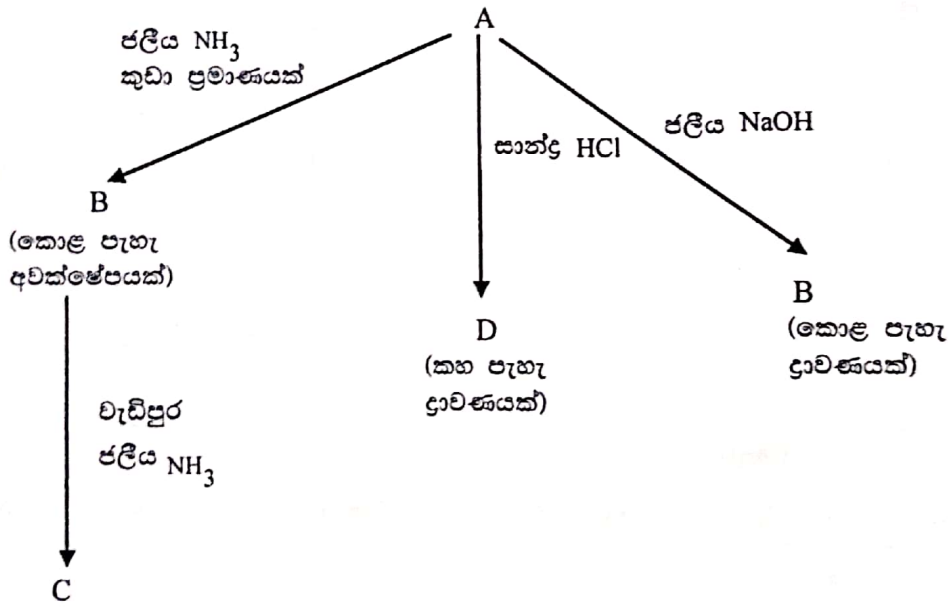 A
ජලීය NH3
කුඩා ප්‍රමාණයක්
සාන්ද්‍ර HCl
ජලීය NaOH
B
(කොළ පැහැ
අවක්ෂේපයක්)
D
(කහ පැහැ
ද්‍රාවණයක්)
B
(කොළ පැහැ
ද්‍රාවණයක්)
වැඩිපුර
ජලීය NH3
C